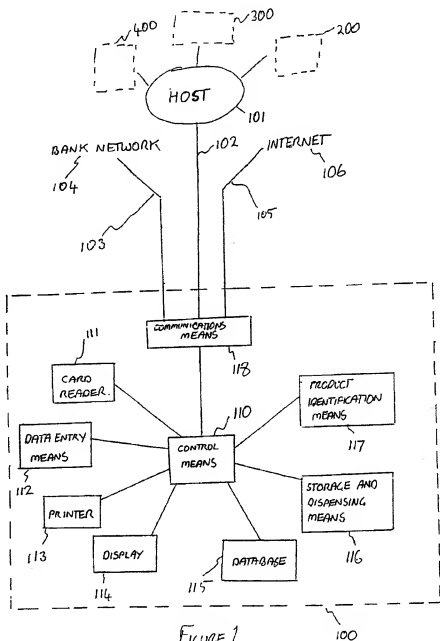 400
300
200
HOST
101
BANK NETWORK
104
102
INTERNET
106
103
105
COMMUNICATIONS
MEANS
118
111
CARD
READER.
110
PRODUCT
IDENTIFICATION
MEANS
117
DATA ENTRY
MEANS
112
CONTROL
MEANS
STORAGE AND
DISPENSING
MEANS
116
PRINTER
113
DISPLAY
114
DATABASE
115
100
FIGURE 1